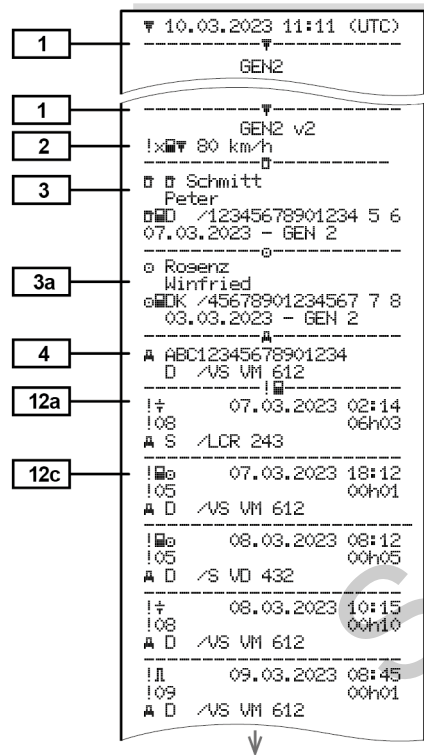 ▼ 10.03.2023 11:11 (UTC)
1
GEN2
1
GEN2 v2
2
!x 80 km/h
3
Schmitt
Peter
D /12345678901234 5 6
07.03.2023 - GEN 2
Rogenz
3a
Winfried
DK /45678901234567 7 8
03.03.2023 - GEN 2
4
ABC12345678901234
D /VS VM 612
12a
!÷ 07.03.2023 02:14
!08 06h03
S /LCR 243
12c
! 07.03.2023 18:12
!05 00h01
D /VS VM 612
! 08.03.2023 08:12
!05 00h05
D /S VD 432
!÷ 08.03.2023 10:15
!08 00h10
D /VS VM 612
! 09.03.2023 08:45
!09 00h01
D /VS VM 612